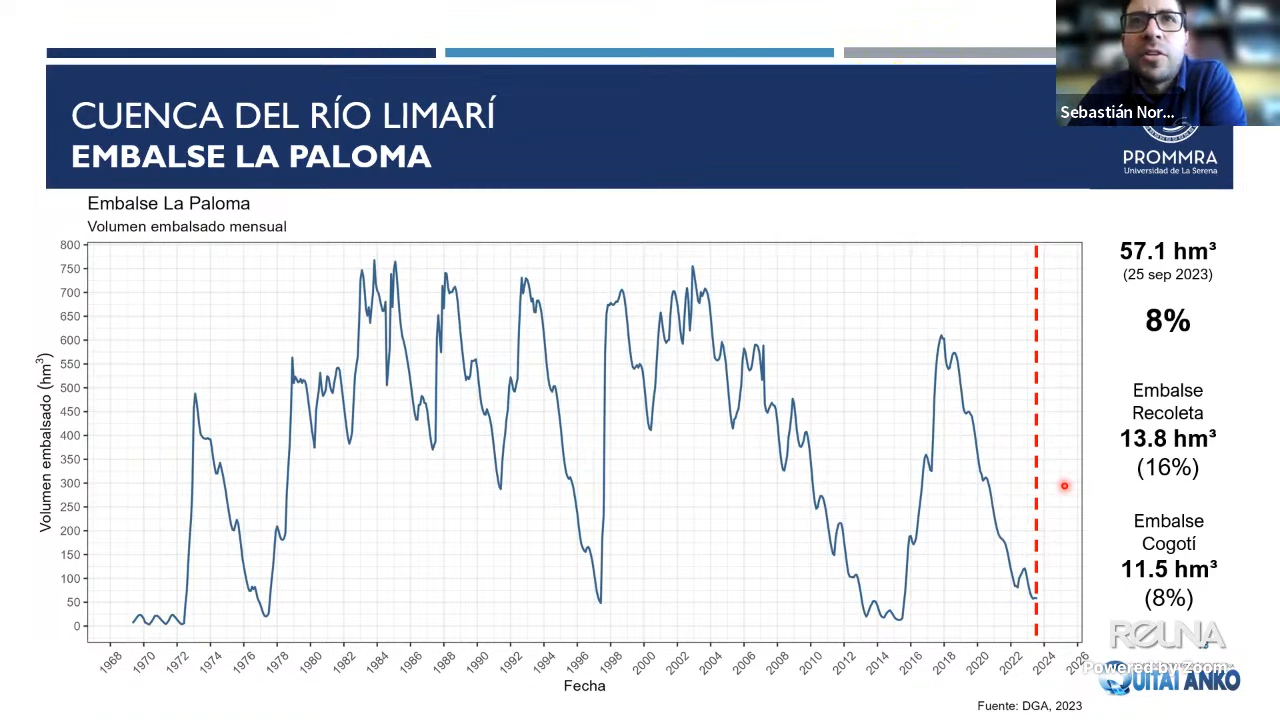 Sebastián Nor...
CUENCA DEL RÍO LIMARÍ
EMBALSE LA PALOMA
PROMMRA
Universidad de La Serena
Embalse La Paloma
Volumen embalsado mensual
Volumen embalsado (hm³)
800
750
700
650
600
550
500
450
400
350
300
250
200
150
100
50
0
1968
1970
1972
1974
1976
1978
1980
1982
1984
1986
1988
1990
1992
1994
1996
1998
2000
2002
2004
2006
2008
2010
2012
2014
2016
2018
2020
2022
2024
2026
Fecha
57.1 hm³
(25 sep 2023)
8%
Embalse
Recoleta
13.8 hm³
(16%)
Embalse
Cogotí
11.5 hm³
(8%)
REUNA
Powered by Zoom
QUITAI ANKO
Fuente: DGA, 2023